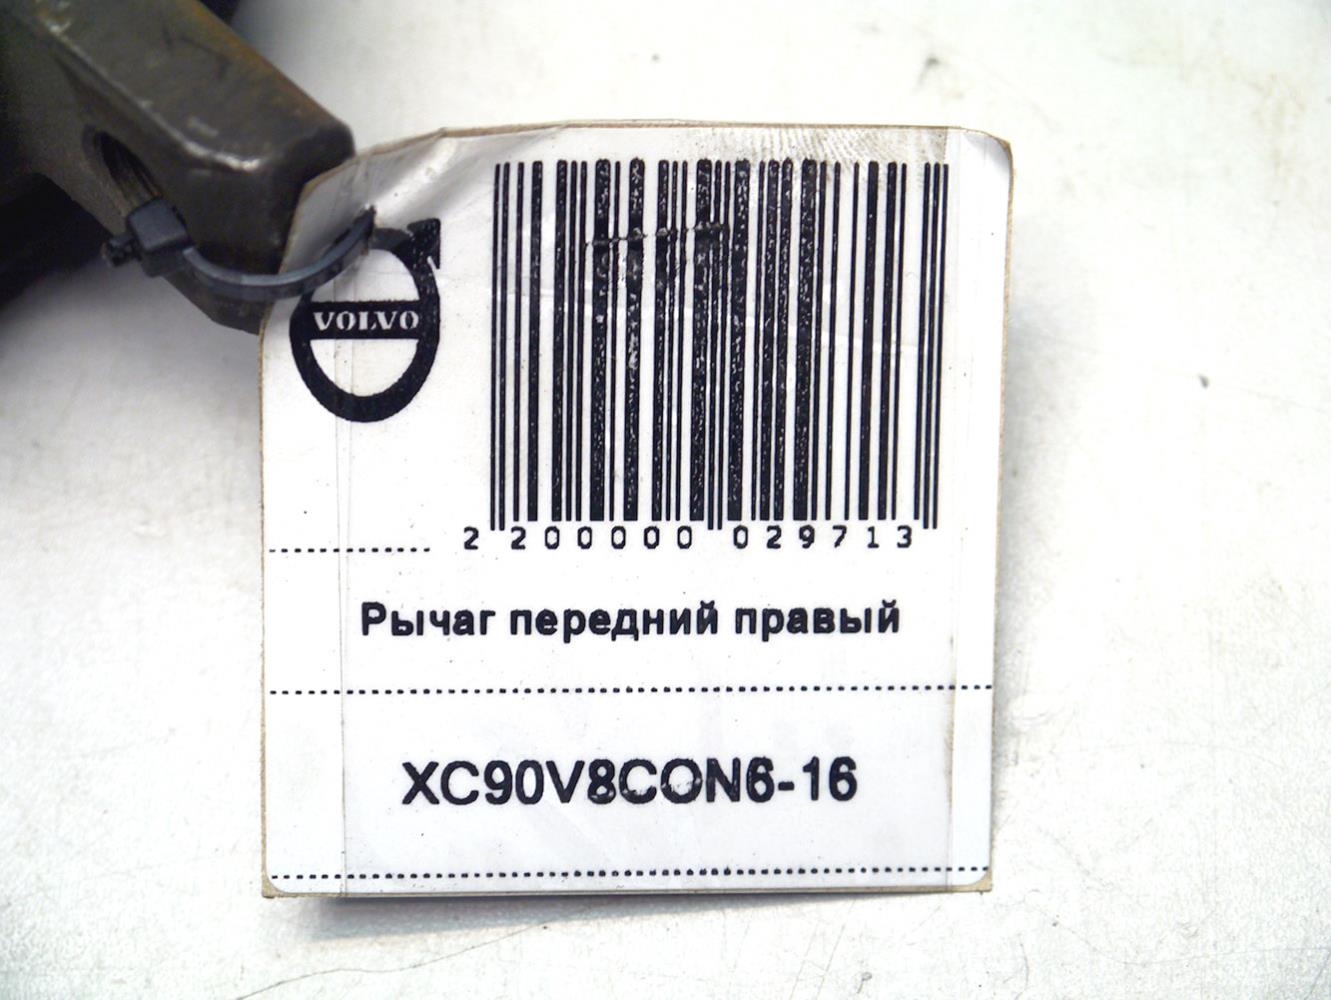 VOLVO
2 200000 029713
Рычаг передний правый
XC90V8CON6-16